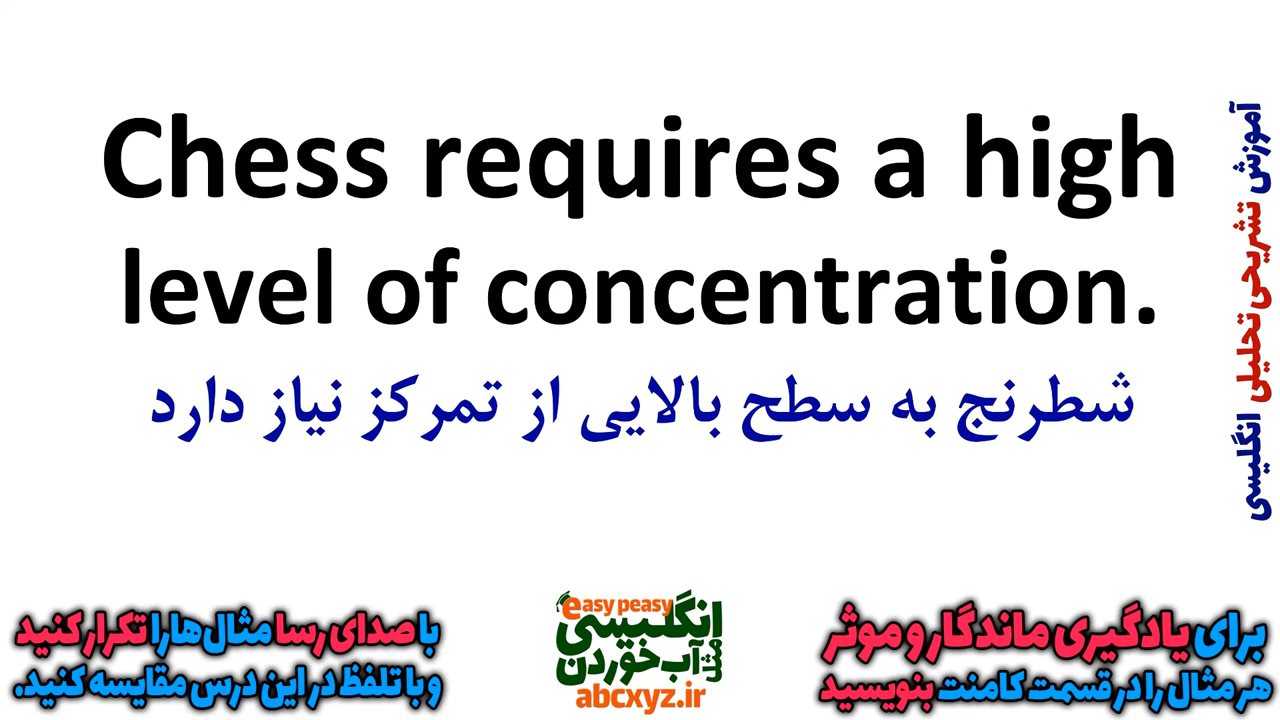 Chess requires a high
level of concentration.
شطرنج به سطح بالایی از تمرکز نیاز دارد
آموزش تشریحی تحلیلی انگلیسی
برای یادگیری ماندگار و موثر
هر مثال را در قسمت کامنت بنویسید
easy peasy
انگلیسی
مثل آب خوردن
abcxyz.ir
با صدای رسا مثال‌ها را تکرار کنید
و با تلفظ در این درس مقایسه کنید.